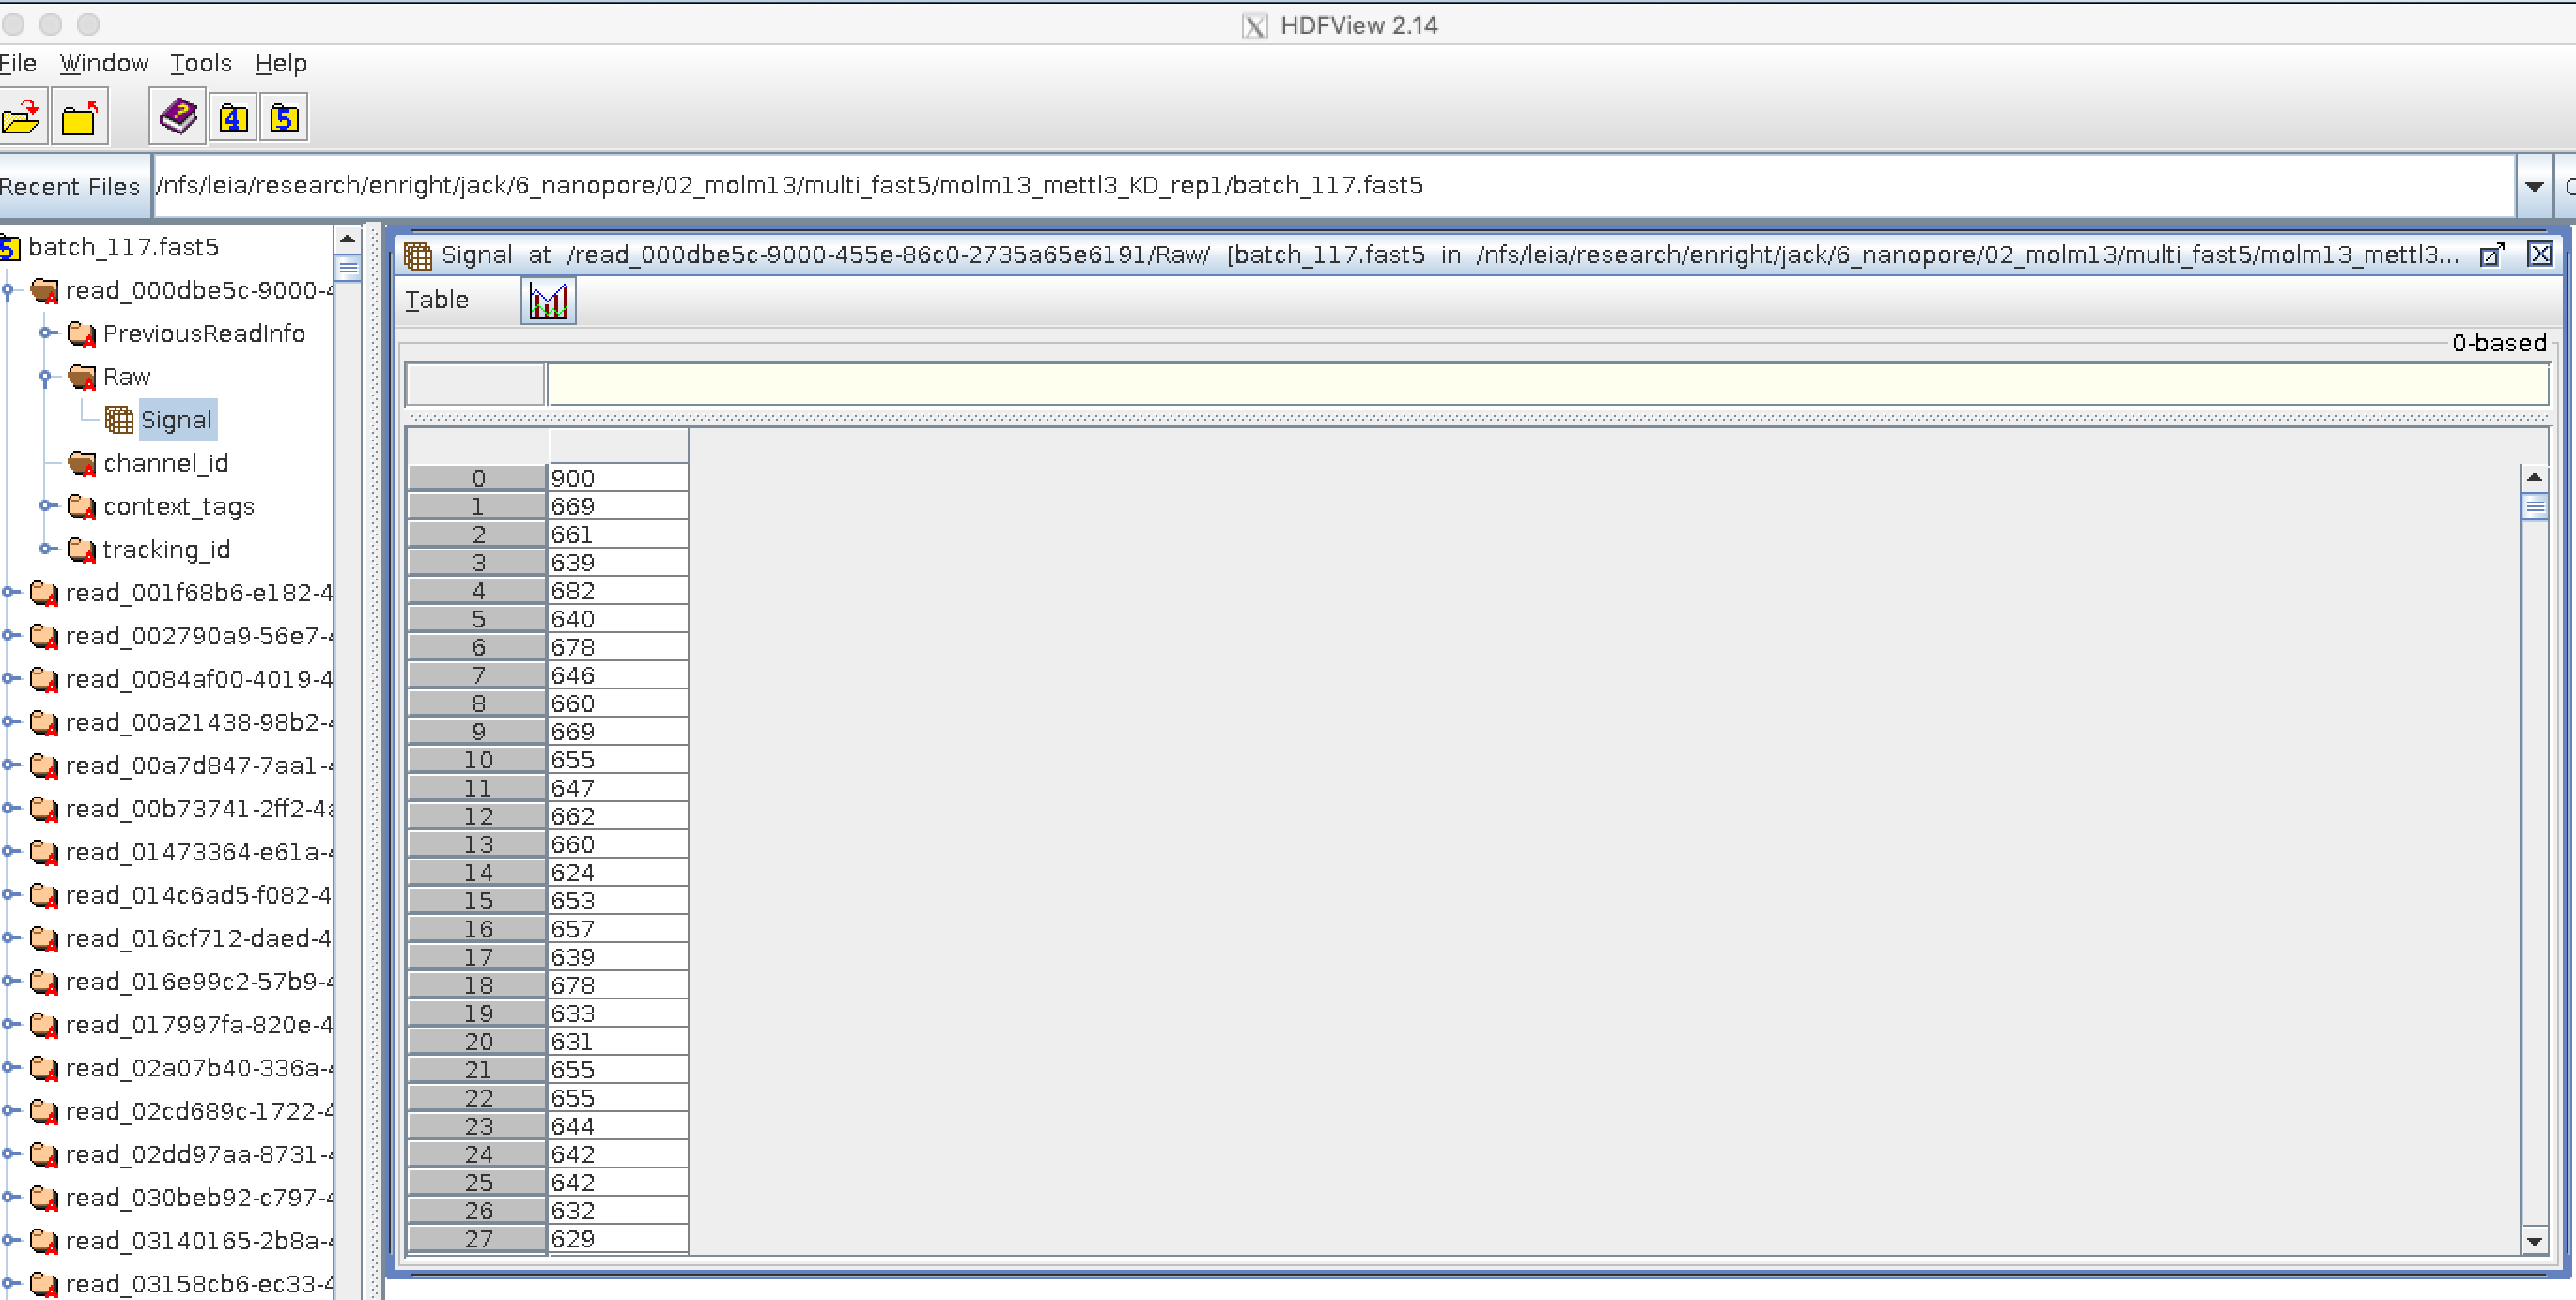 HDFView 2.14
File Window Tools Help
4 5
Recent Files /nfs/leia/research/enright/jack/6_nanopore/02_molm13/multi_fast5/molm13_mettl3_KD_rep1/batch_117.fast5
batch_117.fast5
read_000dbe5c-9000-4
PreviousReadInfo
Raw
Signal
channel_id
context_tags
tracking_id
read_001f68b6-e182-4
read_002790a9-56e7-4
read_0084af00-4019-4
read_00a21438-98b2-4
read_00a7d847-7aa1-4
read_00b73741-2ff2-4a
read_01473364-e61a-4
read_014c6ad5-f082-4
read_016cf712-daed-4
read_016e99c2-57b9-4
read_017997fa-820e-4
read_02a07b40-336a-4
read_02cd689c-1722-4
read_02dd97aa-8731-4
read_030beb92-c797-4
read_03140165-2b8a-4
read_03158cb6-ec33-4
Signal at /read_000dbe5c-9000-455e-86c0-2735a65e6191/Raw/ [batch_117.fast5 in /nfs/leia/research/enright/jack/6_nanopore/02_molm13/multi_fast5/molm13_mettl3...
Table
0-based
0 900
1 669
2 661
3 639
4 682
5 640
6 678
7 646
8 660
9 669
10 655
11 647
12 662
13 660
14 624
15 653
16 657
17 639
18 678
19 633
20 631
21 655
22 655
23 644
24 642
25 642
26 632
27 629